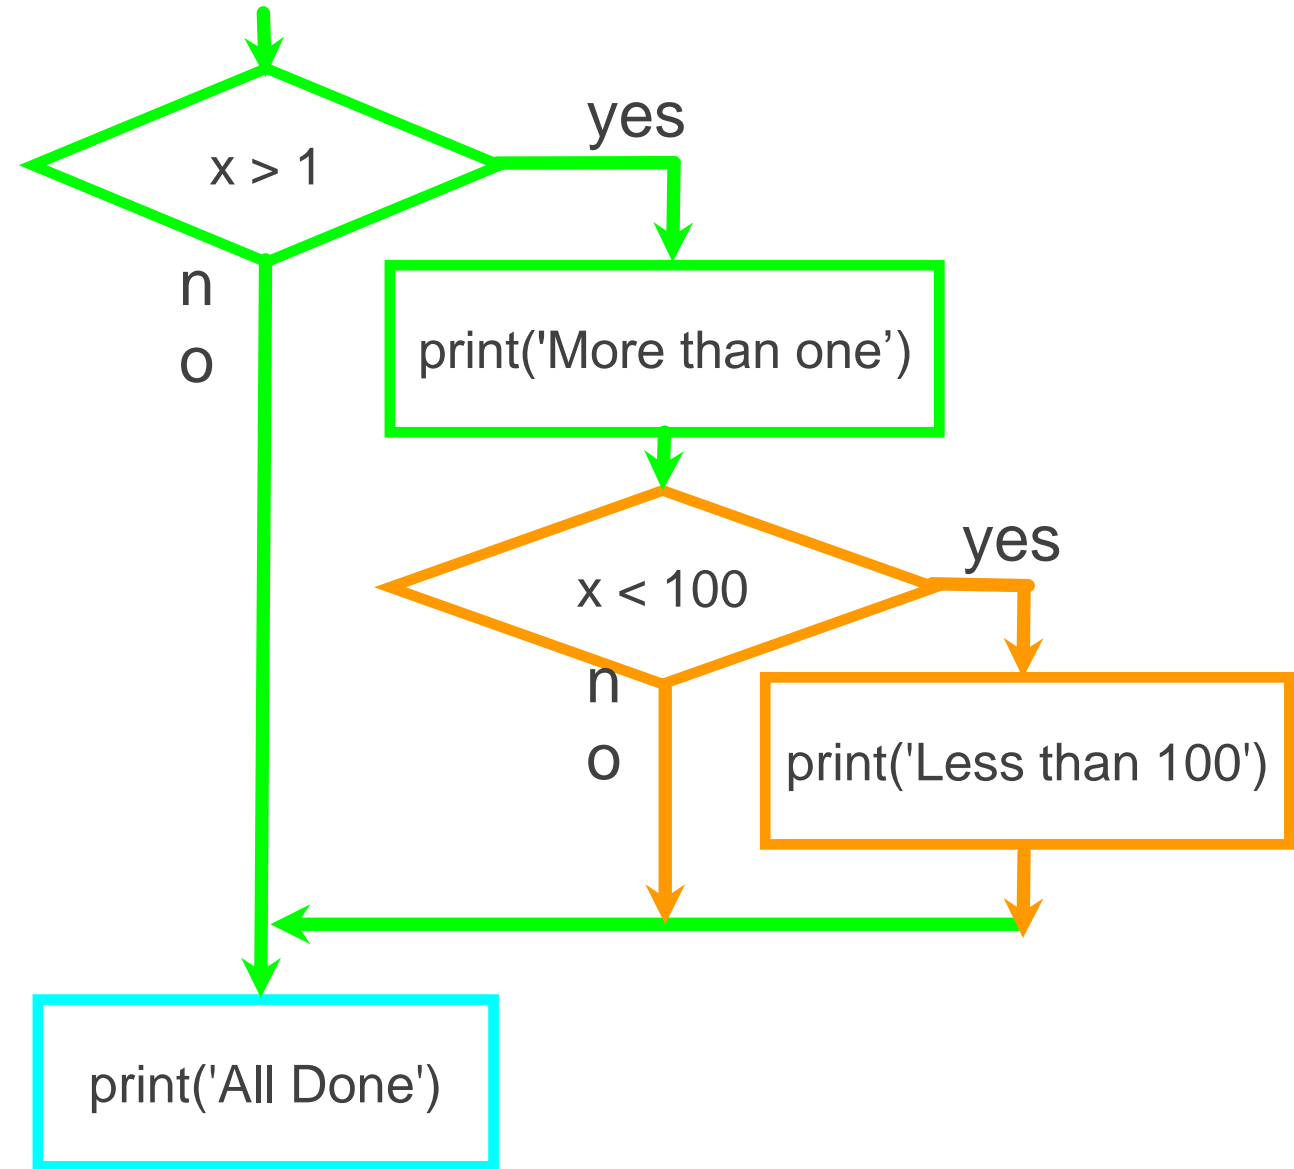 yes
x > 1
n
o
print('More than one’)
yes
x < 100
n
o
print('Less than 100')
print('All Done')